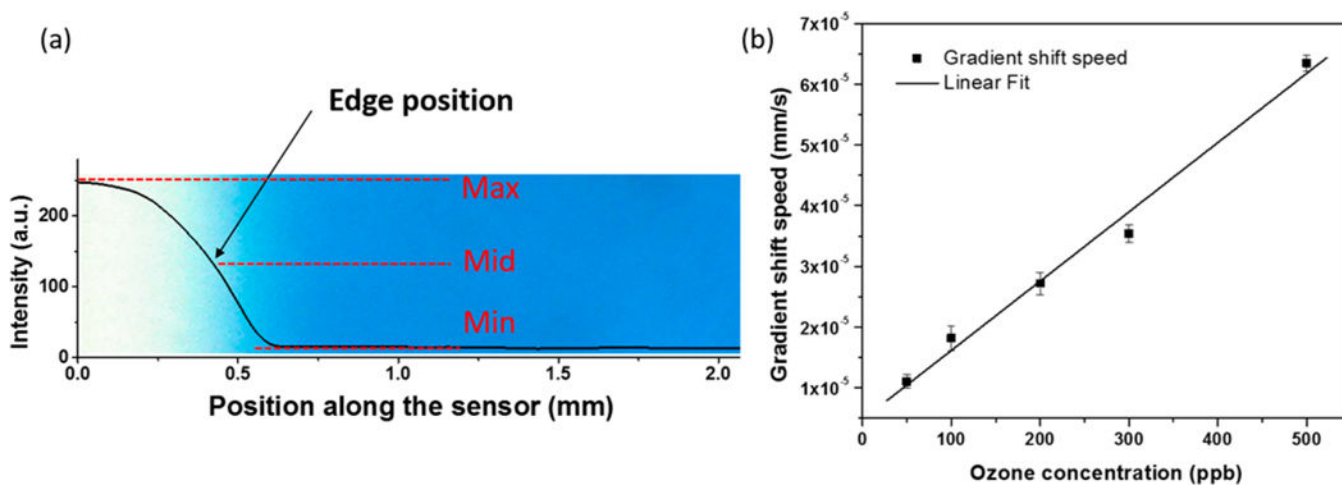 (a)
Edge position
Max
Mid
Min
Intensity (a.u.)
200
100
0
0.0 0.5 1.0 1.5 2.0
Position along the sensor (mm)
(b)
Gradient shift speed
Linear Fit
Gradient shift speed (mm/s)
7x10⁻⁵
6x10⁻⁵
5x10⁻⁵
4x10⁻⁵
3x10⁻⁵
2x10⁻⁵
1x10⁻⁵
0 100 200 300 400 500
Ozone concentration (ppb)